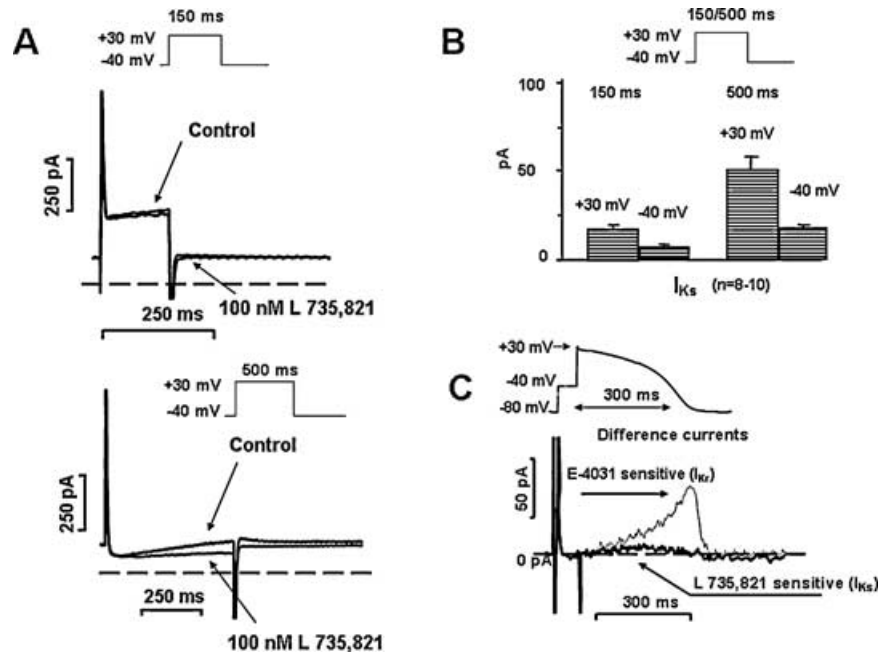 A
150 ms
+30 mV
-40 mV
Control
250 pA
100 nM L 735,821
250 ms
500 ms
+30 mV
-40 mV
Control
250 pA
250 ms
100 nM L 735,821
B
150/500 ms
+30 mV
-40 mV
100
50
0
pA
150 ms
500 ms
+30 mV
-40 mV
+30 mV
-40 mV
IKs (n=8-10)
C
+30 mV
-40 mV
-80 mV
300 ms
Difference currents
50 pA
E-4031 sensitive (IKr)
0 pA
L 735,821 sensitive (IKs)
300 ms